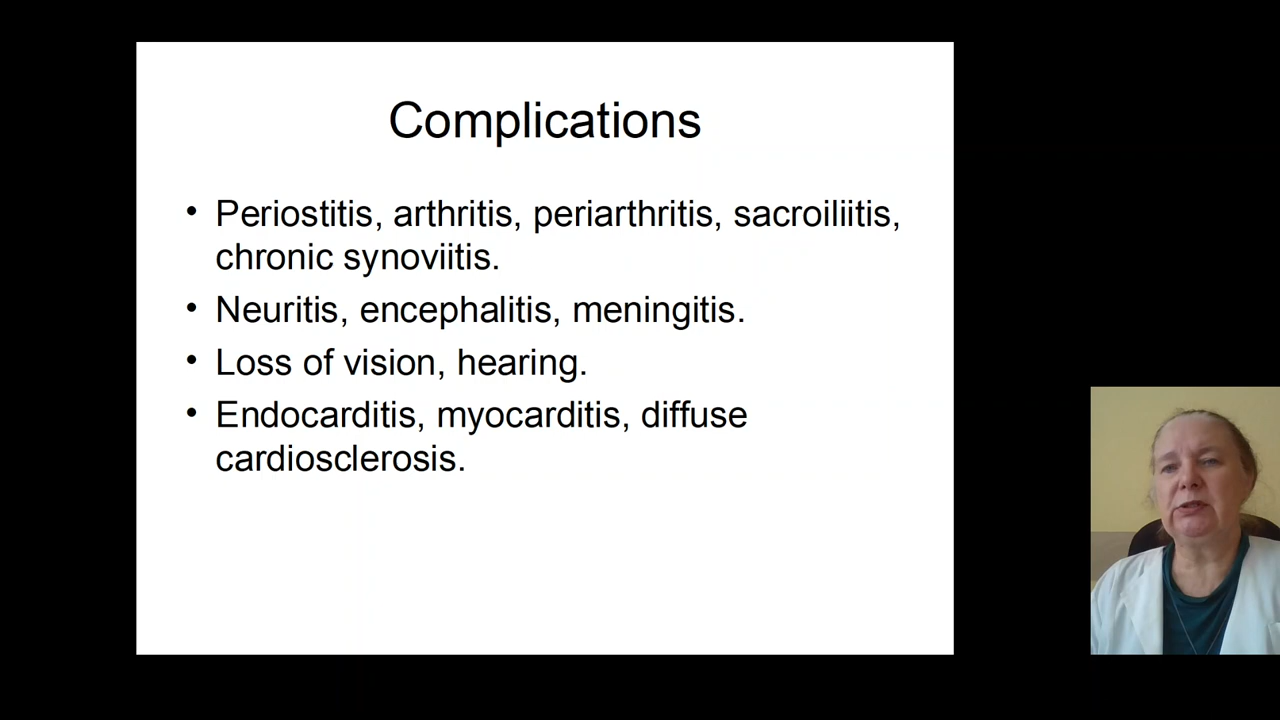 Complications
• Periostitis, arthritis, periarthritis, sacroiliitis,
chronic synoviitis.
• Neuritis, encephalitis, meningitis.
• Loss of vision, hearing.
• Endocarditis, myocarditis, diffuse
cardiosclerosis.